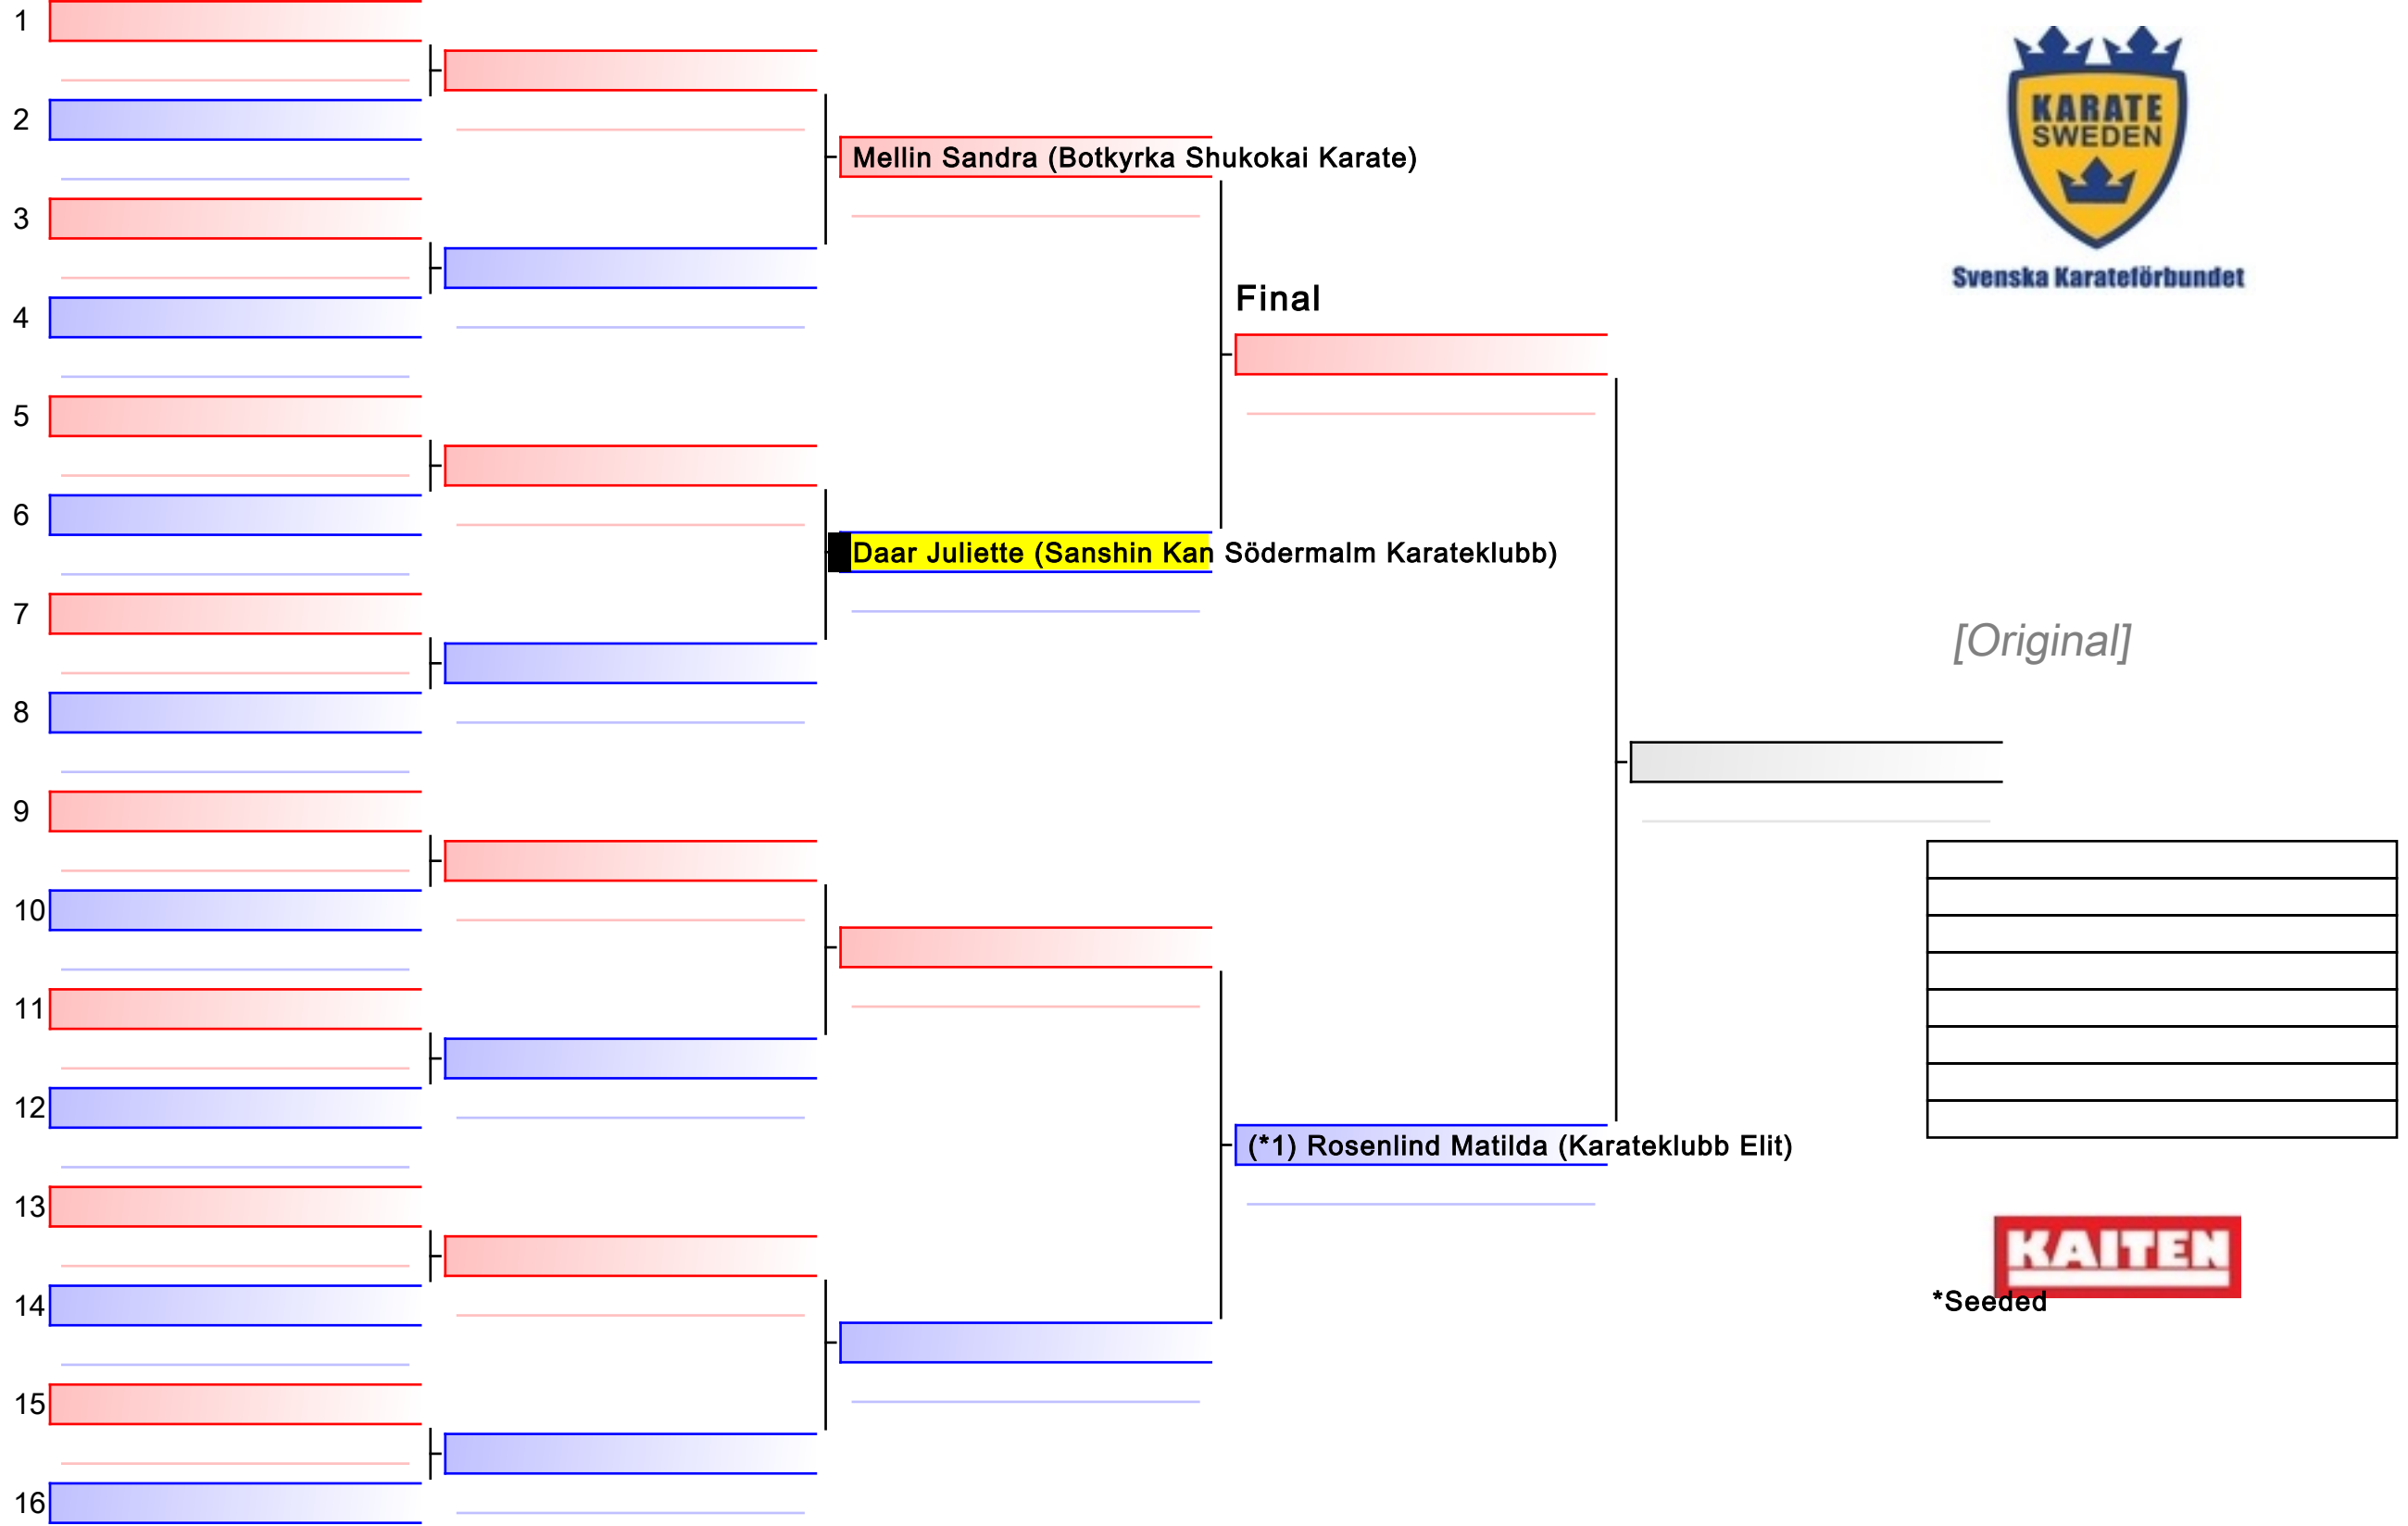 1
2
Mellin Sandra (Botkyrka Shukokai Karate)
3
4
Final
5
6
Daar Juliette (Sanshin Kan Södermalm Karateklubb)
7
8
9
10
11
12
(*1) Rosenlind Matilda (Karateklubb Elit)
13
14
15
16
KARATE
SWEDEN
Svenska Karateförbundet
[Original]
KAITEN
*Seeded